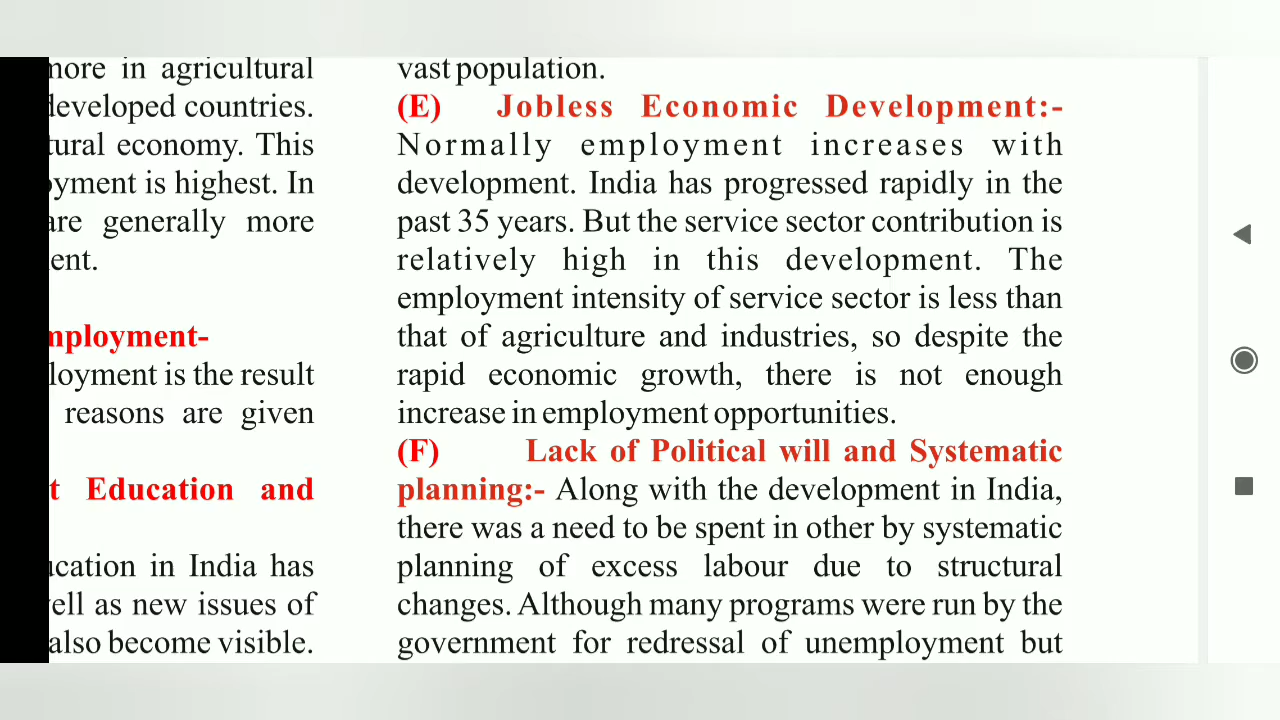 more in agricultural
developed countries.
tural economy. This
oyment is highest. In
are generally more
ent.
mployment-
loyment is the result
reasons are given
t Education and
ucation in India has
well as new issues of
also become visible.
vast population.
(E) Jobless Economic Development:-
Normally employment increases with
development. India has progressed rapidly in the
past 35 years. But the service sector contribution is
relatively high in this development. The
employment intensity of service sector is less than
that of agriculture and industries, so despite the
rapid economic growth, there is not enough
increase in employment opportunities.
(F) Lack of Political will and Systematic
planning:- Along with the development in India,
there was a need to be spent in other by systematic
planning of excess labour due to structural
changes. Although many programs were run by the
government for redressal of unemployment but